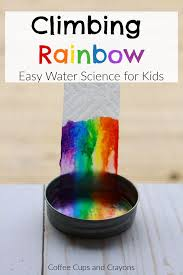 Climbing
Rainbow
Easy Water Science for Kids
Coffee Cups and Crayons